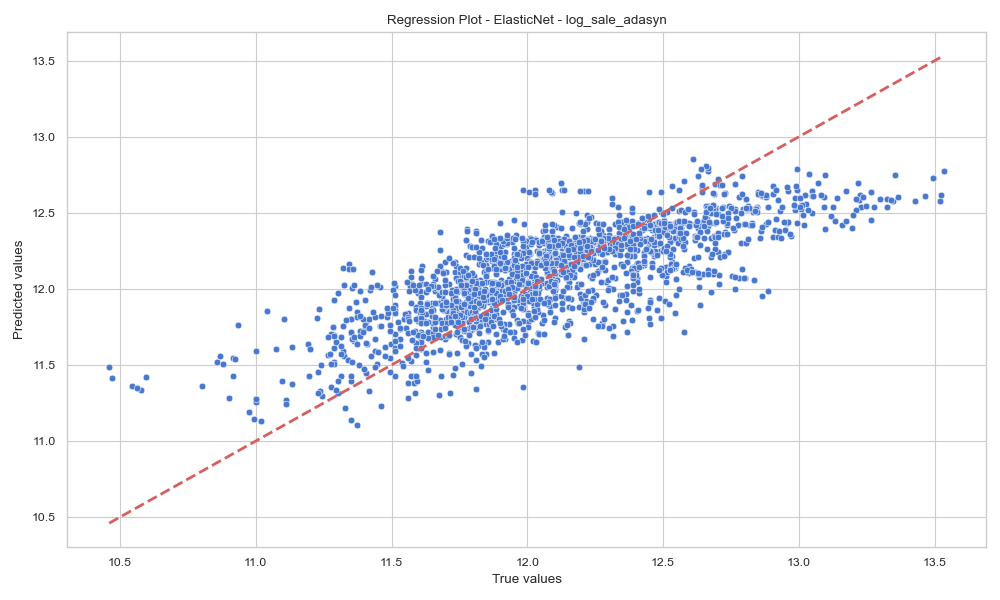 Regression Plot - ElasticNet - log_sale_adasyn
13.5
13.0
12.5
12.0
11.5
11.0
10.5
Predicted values
10.5 11.0 11.5 12.0 12.5 13.0 13.5
True values